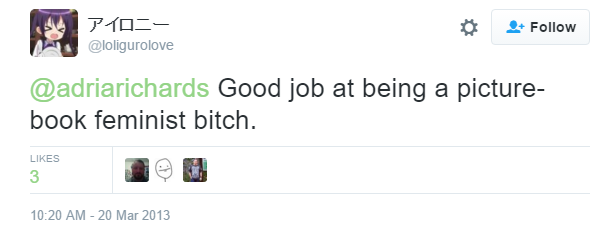 アイロニー
@loligurolove
Follow
@adriarichards Good job at being a picture-
book feminist bitch.
LIKES
3
10:20 AM - 20 Mar 2013